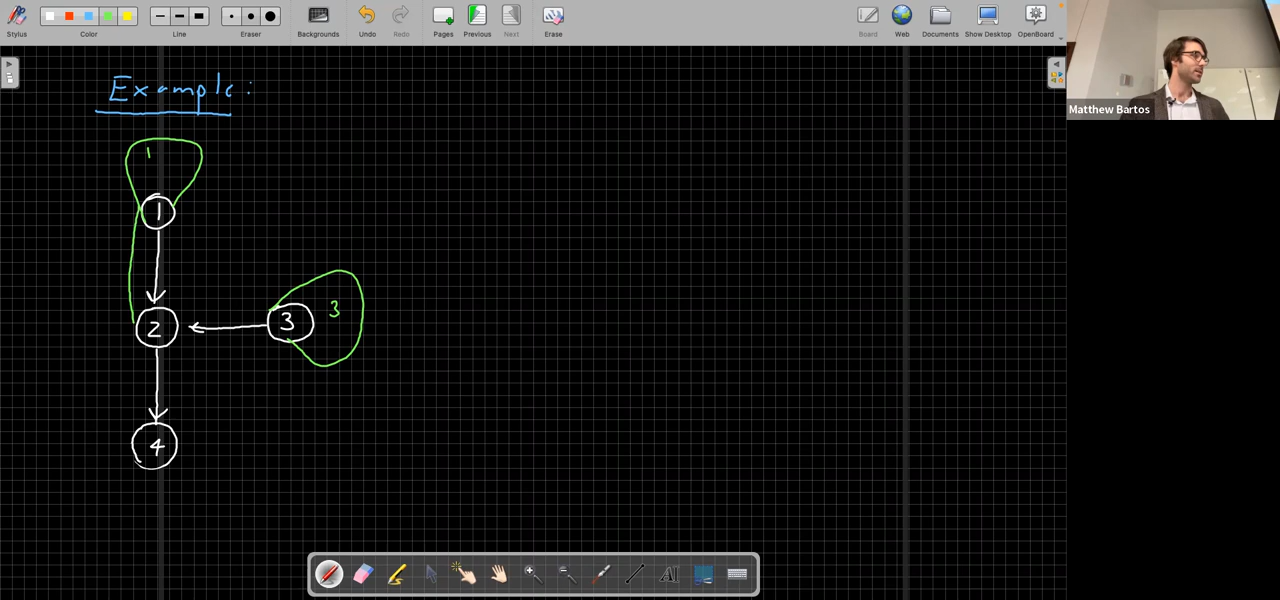 Stylus
Color
Line
Eraser
Backgrounds
Undo
Redo
Pages
Previous
Next
Erase
Board
Web
Documents
Show Desktop
OpenBoard
Matthew Bartos
Example:
1
1
2
3
3
4
AI